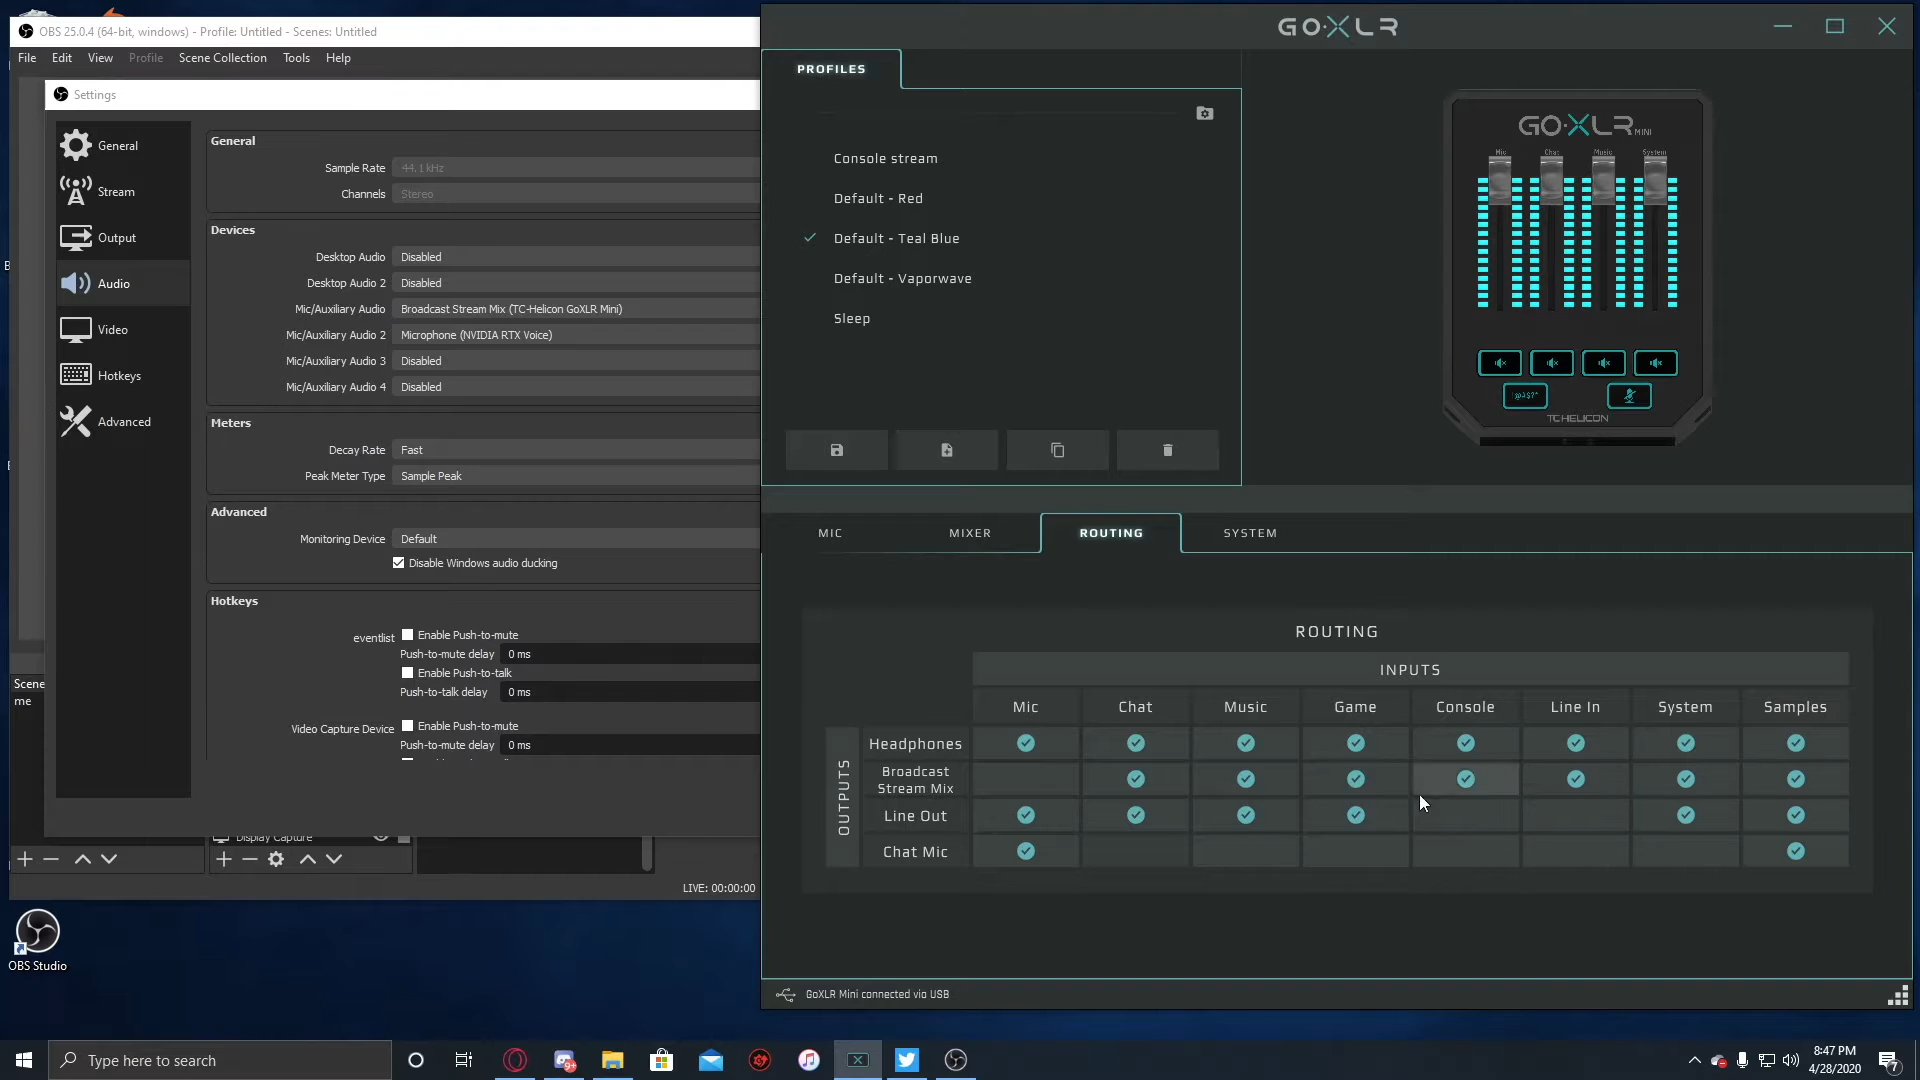 OBS 25.0.4 (64-bit, windows) - Profile: Untitled - Scenes: Untitled
File Edit View Profile Scene Collection Tools Help
Settings
General
Stream
Output
Audio
Video
Hotkeys
Advanced
General
Sample Rate 44.1 kHz
Channels Stereo
Devices
Desktop Audio Disabled
Desktop Audio 2 Disabled
Mic/Auxiliary Audio Broadcast Stream Mix (TC-Helicon GoXLR Mini)
Mic/Auxiliary Audio 2 Microphone (NVIDIA RTX Voice)
Mic/Auxiliary Audio 3 Disabled
Mic/Auxiliary Audio 4 Disabled
Meters
Decay Rate Fast
Peak Meter Type Sample Peak
Advanced
Monitoring Device Default
Disable Windows audio ducking
Hotkeys
eventlist Enable Push-to-mute
Push-to-mute delay 0 ms
Enable Push-to-talk
Push-to-talk delay 0 ms
Video Capture Device Enable Push-to-mute
Push-to-mute delay 0 ms
Scene
me
Display Capture
LIVE: 00:00:00
OBS Studio
GO·XLR
PROFILES
Console stream
Default - Red
Default - Teal Blue
Default - Vaporwave
Sleep
GO·XLR MINI
Mic Chat Music System
!@#$?*
TC HELICON
MIC MIXER ROUTING SYSTEM
ROUTING
INPUTS
Mic Chat Music Game Console Line In System Samples
OUTPUTS
Headphones
Broadcast
Stream Mix
Line Out
Chat Mic
GoXLR Mini connected via USB
Type here to search
8:47 PM
4/28/2020
7